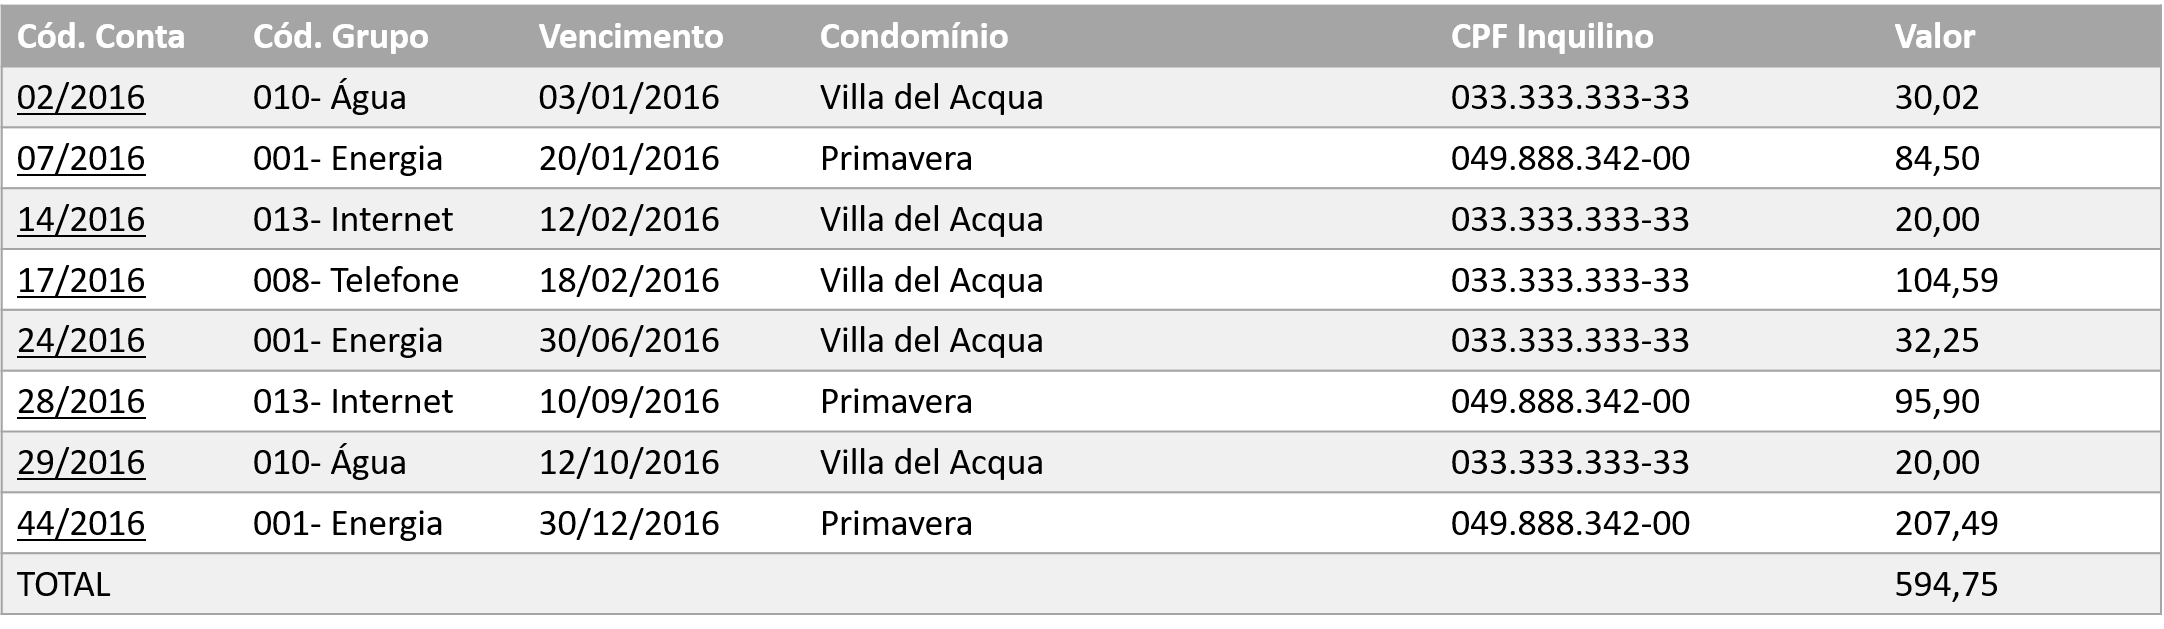 Cód. Conta Cód. Grupo Vencimento Condomínio CPF Inquilino Valor
02/2016 010- Água 03/01/2016 Villa del Acqua 033.333.333-33 30,02
07/2016 001- Energia 20/01/2016 Primavera 049.888.342-00 84,50
14/2016 013- Internet 12/02/2016 Villa del Acqua 033.333.333-33 20,00
17/2016 008- Telefone 18/02/2016 Villa del Acqua 033.333.333-33 104,59
24/2016 001- Energia 30/06/2016 Villa del Acqua 033.333.333-33 32,25
28/2016 013- Internet 10/09/2016 Primavera 049.888.342-00 95,90
29/2016 010- Água 12/10/2016 Villa del Acqua 033.333.333-33 20,00
44/2016 001- Energia 30/12/2016 Primavera 049.888.342-00 207,49
TOTAL 594,75